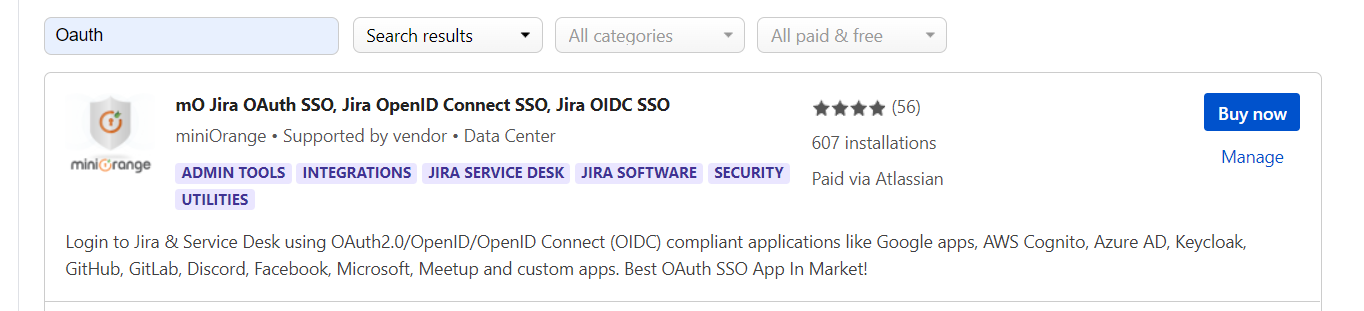 Oauth
Search results
All categories
All paid & free
mO Jira OAuth SSO, Jira OpenID Connect SSO, Jira OIDC SSO
miniOrange • Supported by vendor • Data Center
ADMIN TOOLS INTEGRATIONS JIRA SERVICE DESK JIRA SOFTWARE SECURITY
UTILITIES
miniOrange
(56)
607 installations
Paid via Atlassian
Buy now
Manage
Login to Jira & Service Desk using OAuth2.0/OpenID/OpenID Connect (OIDC) compliant applications like Google apps, AWS Cognito, Azure AD, Keycloak,
GitHub, GitLab, Discord, Facebook, Microsoft, Meetup and custom apps. Best OAuth SSO App In Market!